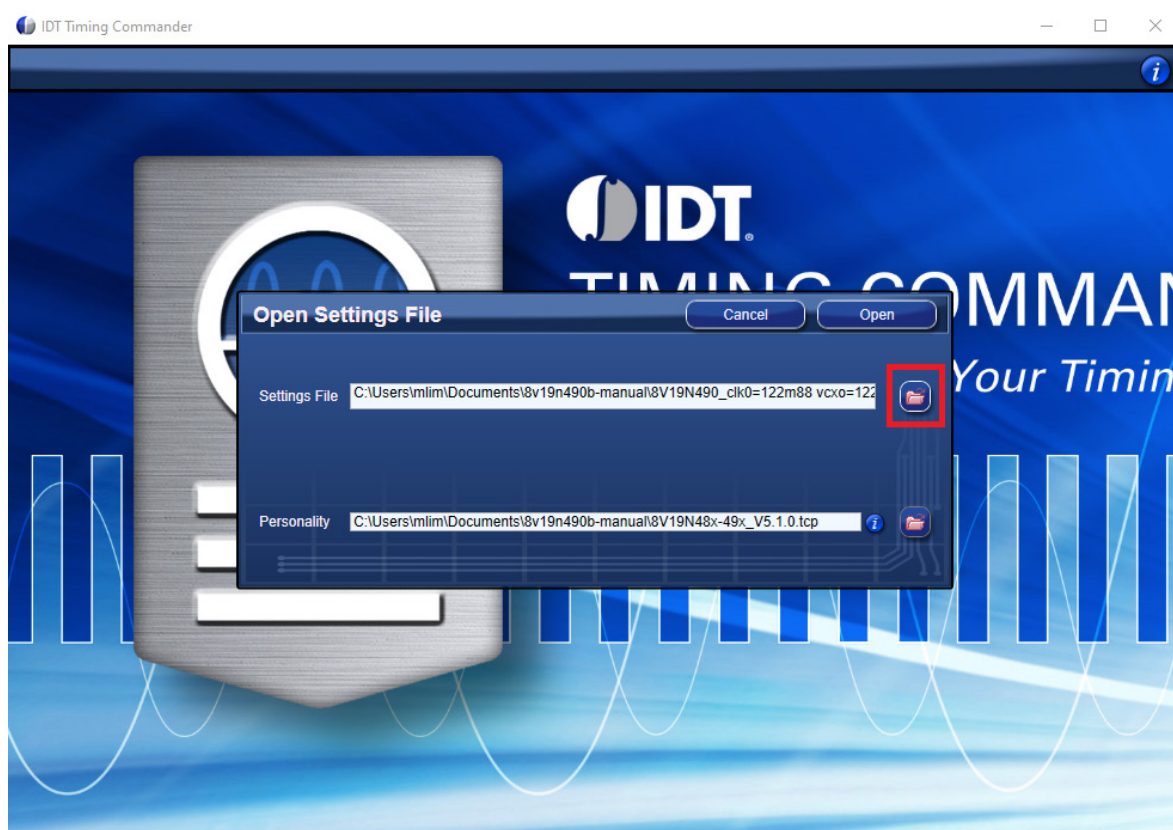 IDT Timing Commander
IDT
TIMING COMMAN
Open Settings File
Cancel
Open
Your Timin
Settings File
C:\Users\mlim\Documents\8v19n490b-manual\8V19N490_clk0=122m88 vcxo=122
Personality
C:\Users\mlim\Documents\8v19n490b-manual\8V19N48x-49x_V5.1.0.tcp